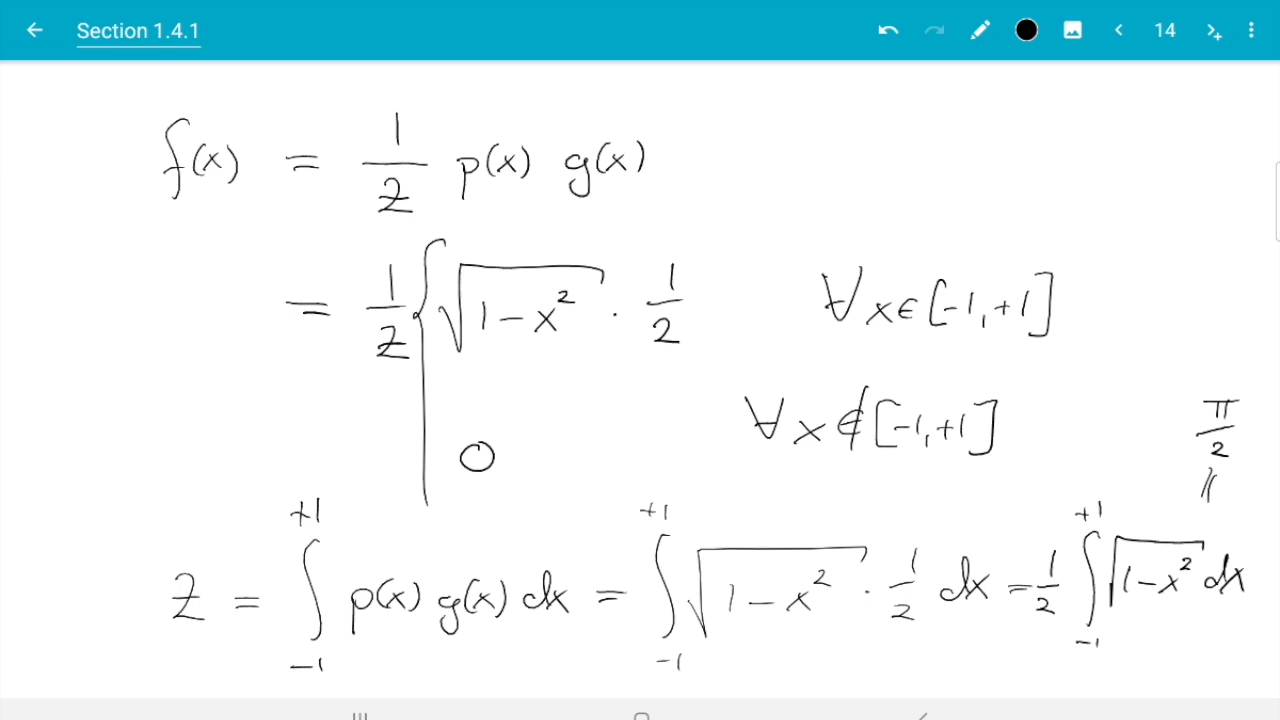 Section 1.4.1
14
f(x) = 1/Z p(x) g(x)
= 1/Z { √(1-x²) · 1/2 ∀x∈[-1,+1]
0 ∀x∉[-1,+1]
π/2
||
Z = ∫_{-1}^{+1} p(x) g(x) dx = ∫_{-1}^{+1} √(1-x²) · 1/2 dx = 1/2 ∫_{-1}^{+1} √(1-x²) dx